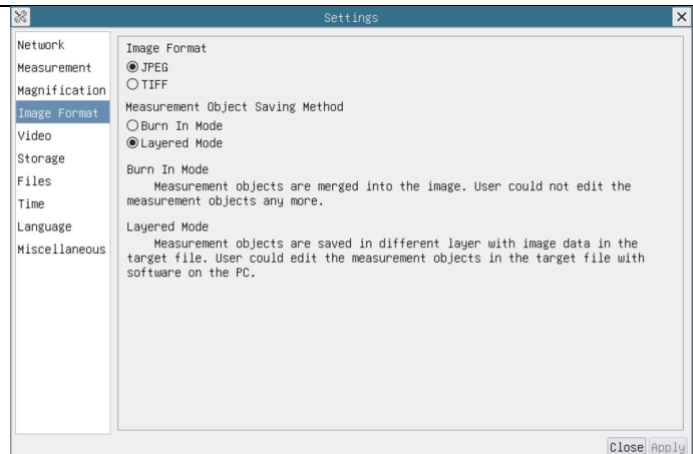 Settings
Network
Measurement
Magnification
Image Format
Video
Storage
Files
Time
Language
Miscellaneous
Image Format
JPEG
TIFF
Measurement Object Saving Method
Burn In Mode
Layered Mode
Burn In Mode
Measurement objects are merged into the image. User could not edit the
measurement objects any more.
Layered Mode
Measurement objects are saved in different layer with image data in the
target file. User could edit the measurement objects in the target file with
software on the PC.
Close Apply